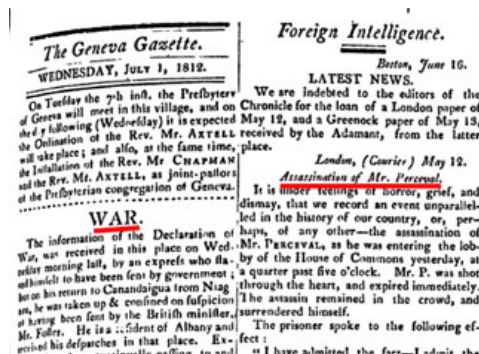 The Geneva Gazette.
WEDNESDAY, JULY 1, 1812.
On Tuesday the 7th inst. the Presbytery
of Geneva will meet in this village, and on
the day following (Wednesday) it is expected
the Ordination of the Rev. Mr. AXTELL
will take place; and also, at the same time,
the Installation of the Rev. Mr CHAPMAN
and the Rev. Mr. AXTELL, as joint-pastors
of the Presbyterian congregation of Geneva.
WAR.
The information of the Declaration of
War, was received in this place on Wed-
nesday morning last, by an express who sta-
ted himself to have been sent by government;
but on his return to Canandaigua from Niag
ara, he was taken up & confined on suspicion
of having been sent by the British minister,
Mr. Foster. He is a resident of Albany and
received his despatches in that place. Ex-
Foreign Intelligence.
Boston, June 16.
LATEST NEWS.
We are indebted to the editors of the
Chronicle for the loan of a London paper of
May 12, and a Greenock paper of May 13,
received by the Adamant, from the latter
place.
London, (Courier) May 12.
Assassination of Mr. Perceval.
It is under feelings of horror, grief, and
dismay, that we record an event unparallel-
led in the history of our country, or, per-
haps, of any other—the assassination of
Mr. PERCEVAL, as he was entering the lob-
by of the House of Commons yesterday, at
a quarter past five o'clock. Mr. P. was shot
through the heart, and expired immediately.
The assassin remained in the crowd, and
surrendered himself.
The prisoner spoke to the following ef-
fect:
"I have admitted the fact—I admit the